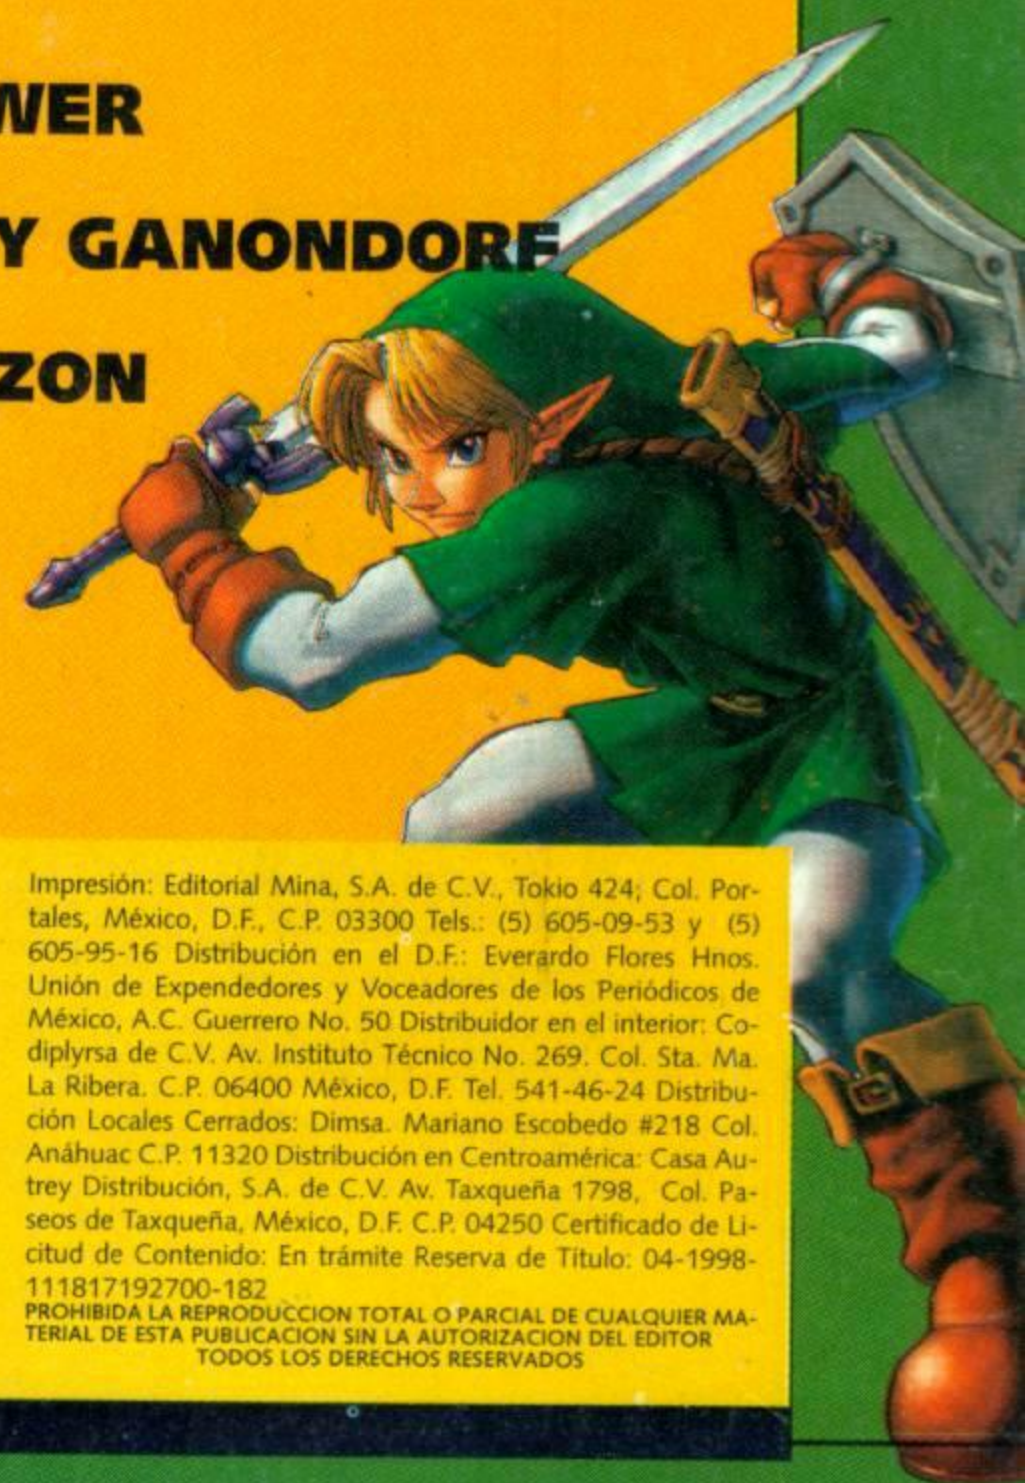 WER
Y GANONDORF
ZON
Impresión: Editorial Mina, S.A. de C.V., Tokio 424; Col. Por-
tales, México, D.F., C.P. 03300 Tels.: (5) 605-09-53 y (5)
605-95-16 Distribución en el D.F.: Everardo Flores Hnos.
Unión de Expendedores y Voceadores de los Periódicos de
México, A.C. Guerrero No. 50 Distribuidor en el interior: Co-
diplyrsa de C.V. Av. Instituto Técnico No. 269. Col. Sta. Ma.
La Ribera. C.P. 06400 México, D.F. Tel. 541-46-24 Distribu-
ción Locales Cerrados: Dimsa. Mariano Escobedo #218 Col.
Anáhuac C.P. 11320 Distribución en Centroamérica: Casa Au-
trey Distribución, S.A. de C.V. Av. Taxqueña 1798, Col. Pa-
seos de Taxqueña, México, D.F. C.P. 04250 Certificado de Li-
citud de Contenido: En trámite Reserva de Título: 04-1998-
111817192700-182
PROHIBIDA LA REPRODUCCION TOTAL O PARCIAL DE CUALQUIER MA-
TERIAL DE ESTA PUBLICACION SIN LA AUTORIZACION DEL EDITOR
TODOS LOS DERECHOS RESERVADOS